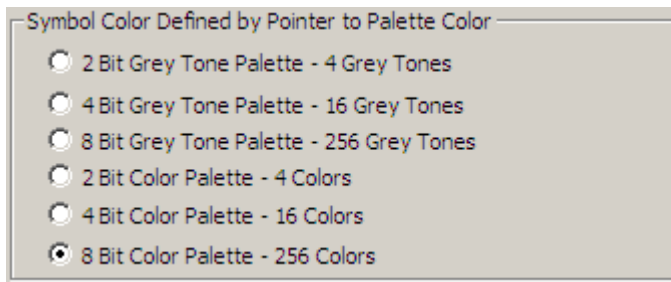 Symbol Color Defined by Pointer to Palette Color
2 Bit Grey Tone Palette - 4 Grey Tones
4 Bit Grey Tone Palette - 16 Grey Tones
8 Bit Grey Tone Palette - 256 Grey Tones
2 Bit Color Palette - 4 Colors
4 Bit Color Palette - 16 Colors
8 Bit Color Palette - 256 Colors